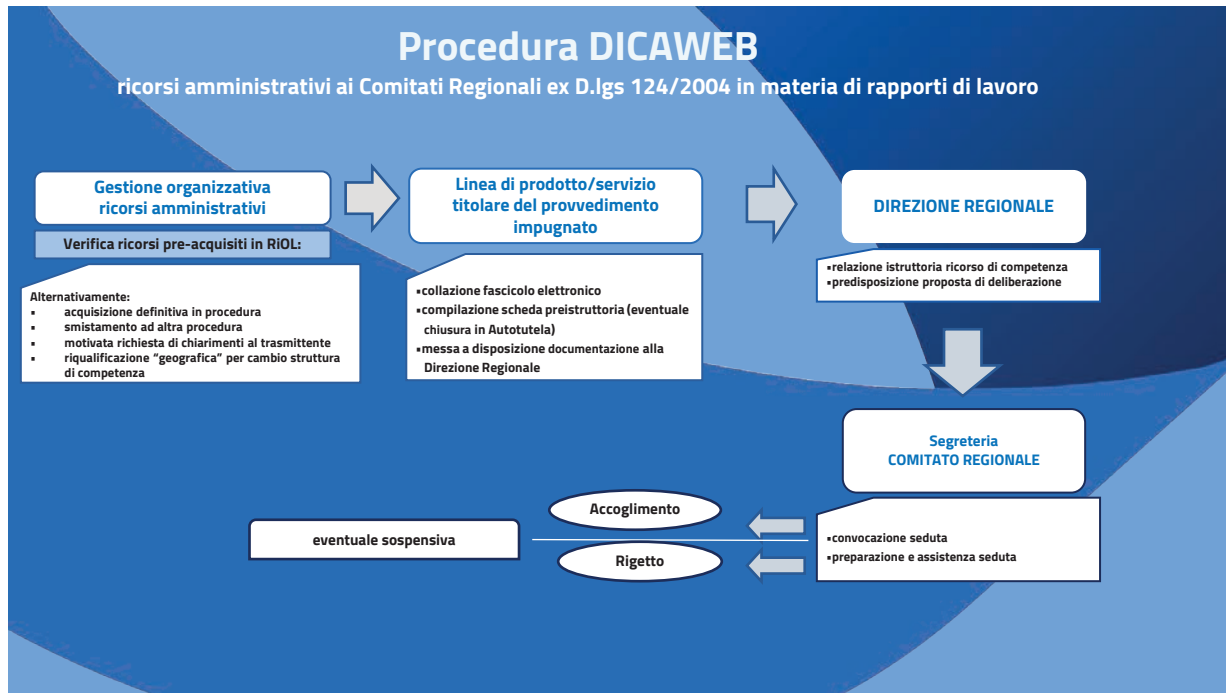 Procedura DICAWEB
ricorsi amministrativi ai Comitati Regionali ex D.lgs 124/2004 in materia di rapporti di lavoro
Gestione organizzativa
ricorsi amministrativi
Verifica ricorsi pre-acquisiti in RiOL:
Alternativamente:
▪ acquisizione definitiva in procedura
▪ smistamento ad altra procedura
▪ motivata richiesta di chiarimenti al trasmittente
▪ riqualificazione “geografica” per cambio struttura
di competenza
Linea di prodotto/servizio
titolare del provvedimento
impugnato
▪collazione fascicolo elettronico
▪compilazione scheda preistruttoria (eventuale
chiusura in Autotutela)
▪messa a disposizione documentazione alla
Direzione Regionale
DIREZIONE REGIONALE
▪relazione istruttoria ricorso di competenza
▪predisposizione proposta di deliberazione
Segreteria
COMITATO REGIONALE
▪convocazione seduta
▪preparazione e assistenza seduta
Accoglimento
Rigetto
eventuale sospensiva